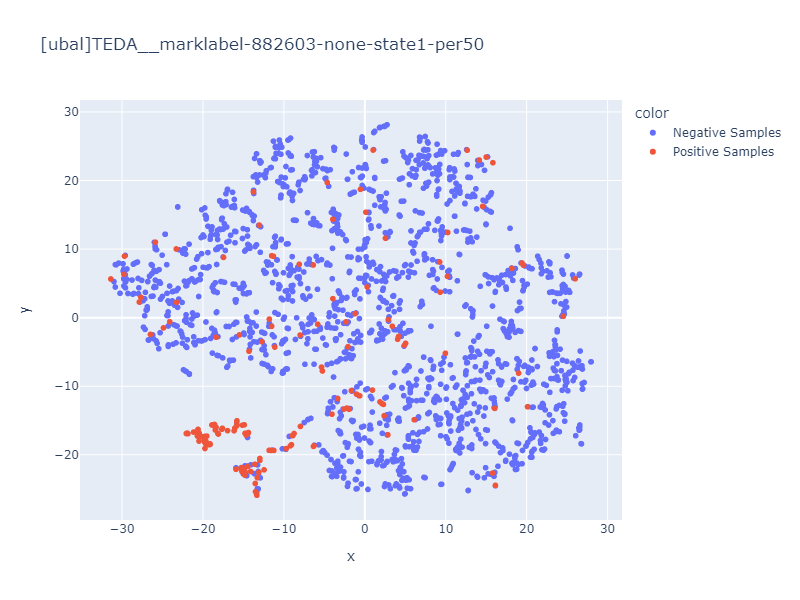 [ubal]TEDA__marklabel-882603-none-state1-per50
color
Negative Samples
Positive Samples
30
20
10
0
−10
−20
y
−30
−20
−10
0
10
20
30
x